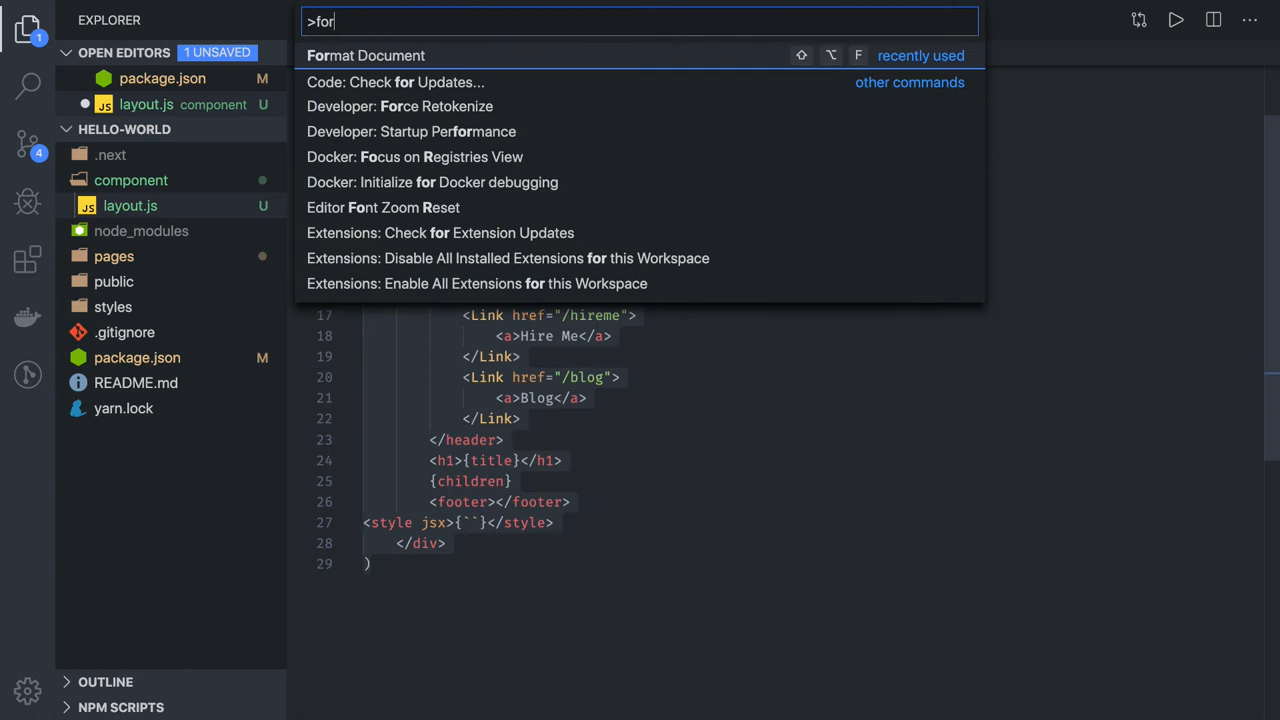 EXPLORER
1
OPEN EDITORS 1 UNSAVED
package.json M
JS layout.js component U
HELLO-WORLD
4
.next
component
JS layout.js U
node_modules
pages
public
styles
.gitignore
package.json M
README.md
yarn.lock
OUTLINE
NPM SCRIPTS
>for
Format Document ⇧ ⌥ F recently used
Code: Check for Updates... other commands
Developer: Force Retokenize
Developer: Startup Performance
Docker: Focus on Registries View
Docker: Initialize for Docker debugging
Editor Font Zoom Reset
Extensions: Check for Extension Updates
Extensions: Disable All Installed Extensions for this Workspace
Extensions: Enable All Extensions for this Workspace
17 <Link href="/hireme">
18 <a>Hire Me</a>
19 </Link>
20 <Link href="/blog">
21 <a>Blog</a>
22 </Link>
23 </header>
24 <h1>{title}</h1>
25 {children}
26 <footer></footer>
27 <style jsx>{``}</style>
28 </div>
29 )